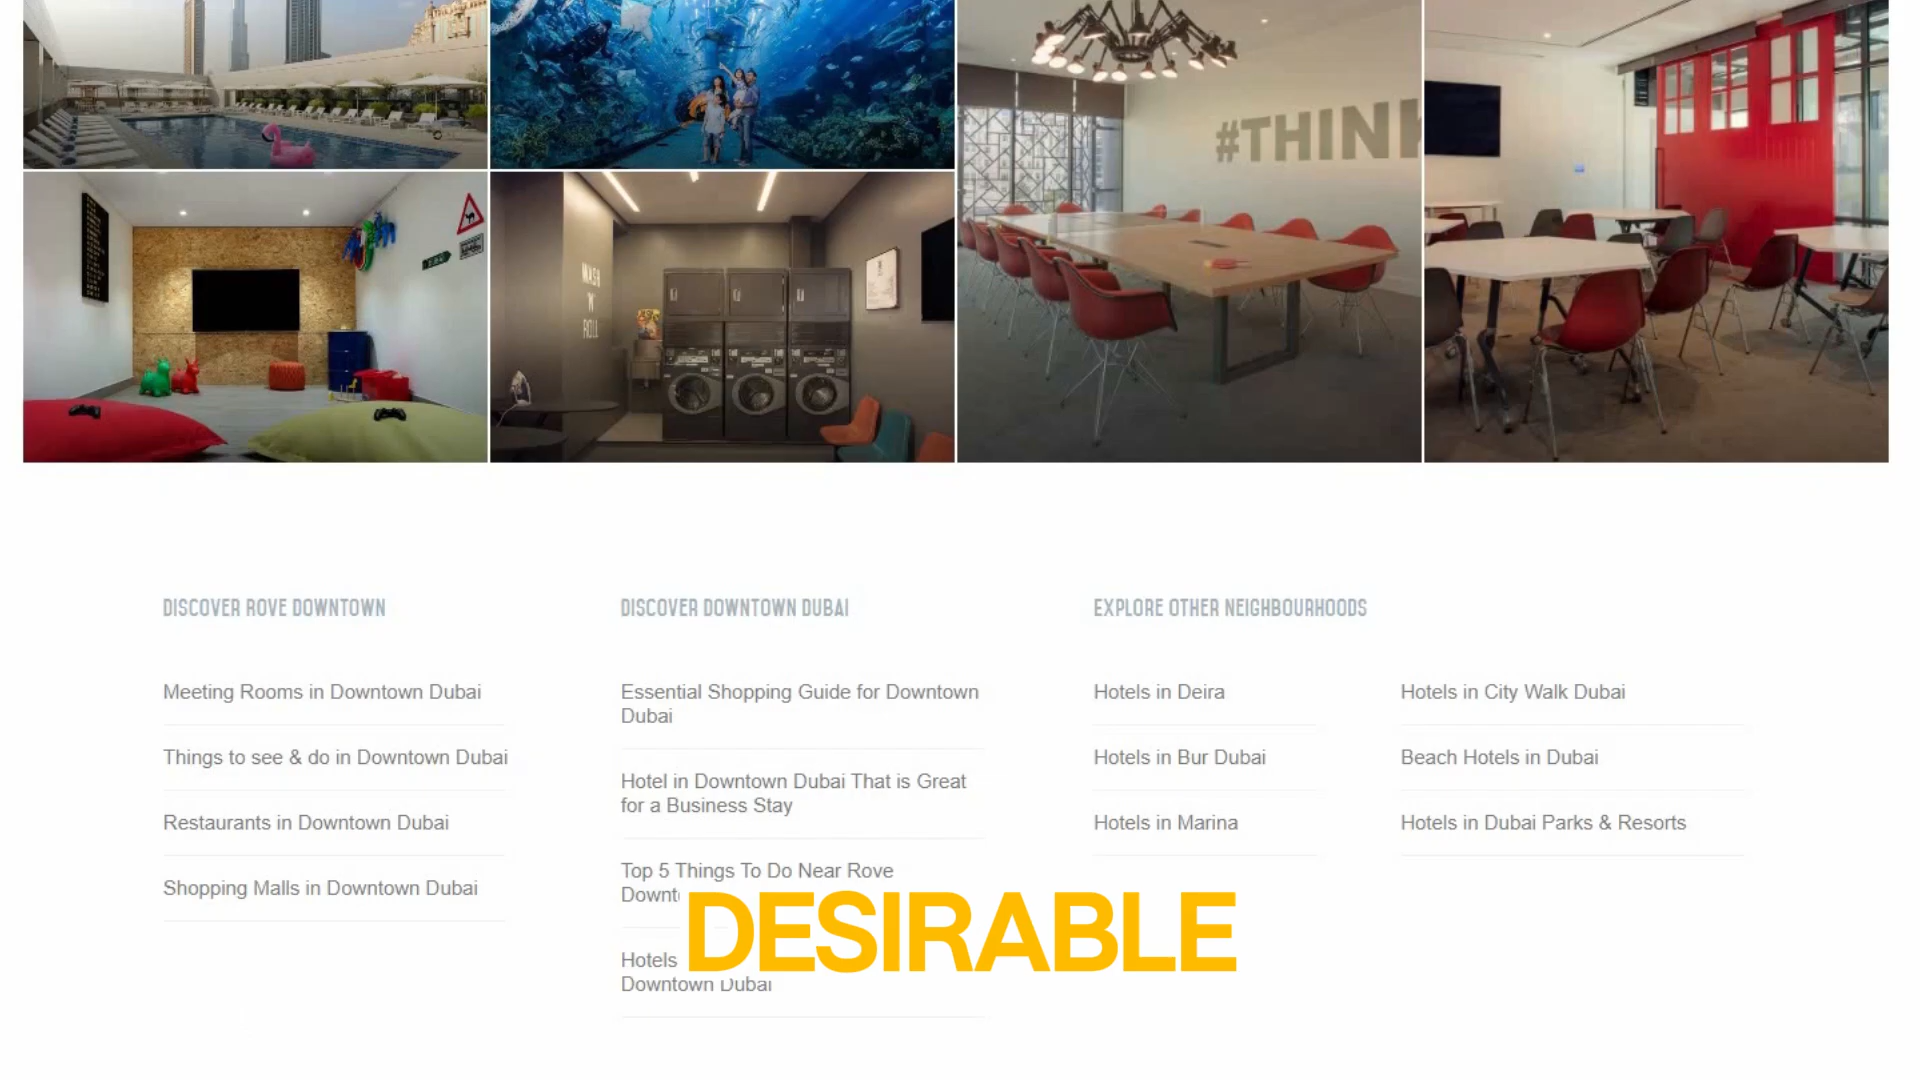 #THINK
WASH
'N'
ROLL
DISCOVER ROVE DOWNTOWN
Meeting Rooms in Downtown Dubai
Things to see & do in Downtown Dubai
Restaurants in Downtown Dubai
Shopping Malls in Downtown Dubai
DISCOVER DOWNTOWN DUBAI
Essential Shopping Guide for Downtown
Dubai
Hotel in Downtown Dubai That is Great
for a Business Stay
Top 5 Things To Do Near Rove
Downt
Hotels
Downtown Dubai
EXPLORE OTHER NEIGHBOURHOODS
Hotels in Deira
Hotels in Bur Dubai
Hotels in Marina
Hotels in City Walk Dubai
Beach Hotels in Dubai
Hotels in Dubai Parks & Resorts
DESIRABLE